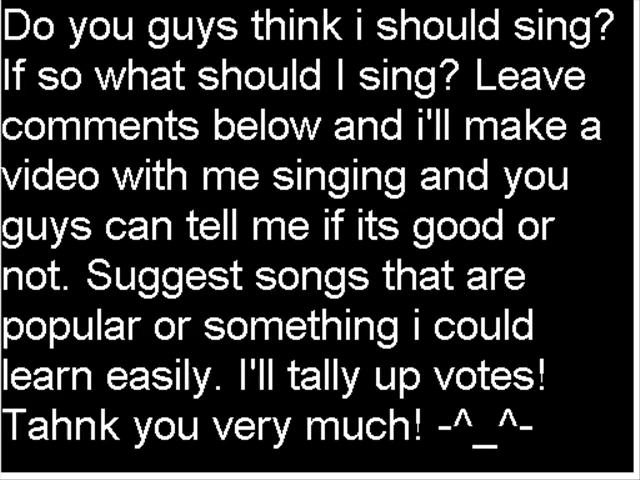 Do you guys think i should sing?
If so what should I sing? Leave
comments below and i'll make a
video with me singing and you
guys can tell me if its good or
not. Suggest songs that are
popular or something i could
learn easily. I'll tally up votes!
Tahnk you very much! -^_^-